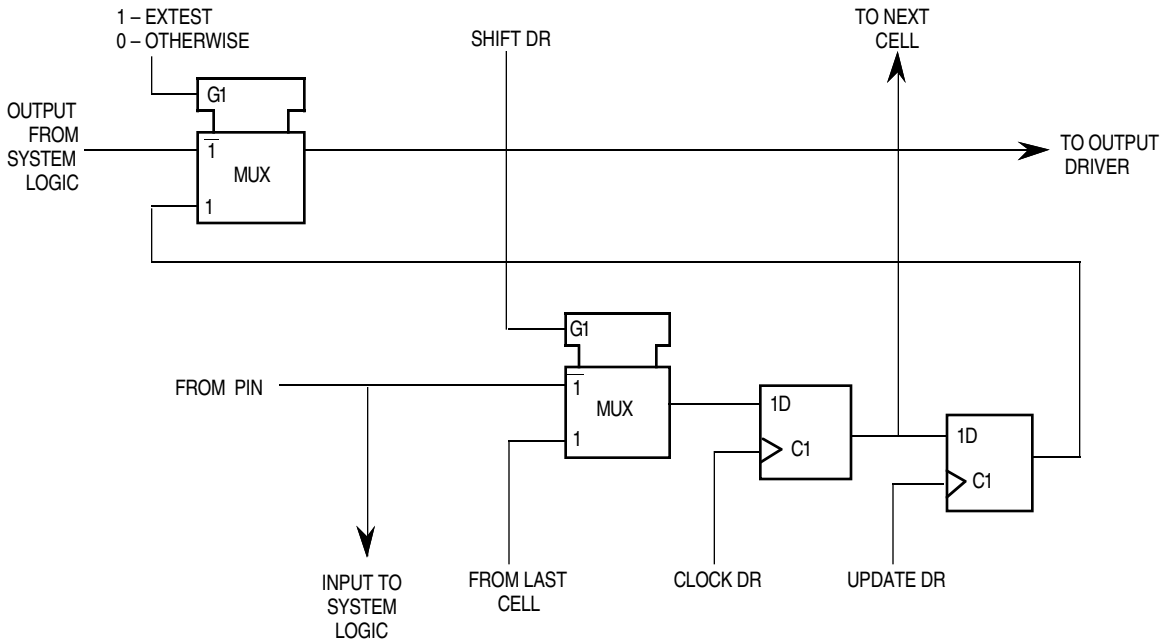 1 – EXTEST
0 – OTHERWISE
SHIFT DR
TO NEXT
CELL
G1
OUTPUT
FROM
SYSTEM
LOGIC
1
MUX
1
TO OUTPUT
DRIVER
G1
FROM PIN
1
MUX
1
1D
C1
1D
C1
INPUT TO
SYSTEM
LOGIC
FROM LAST
CELL
CLOCK DR
UPDATE DR